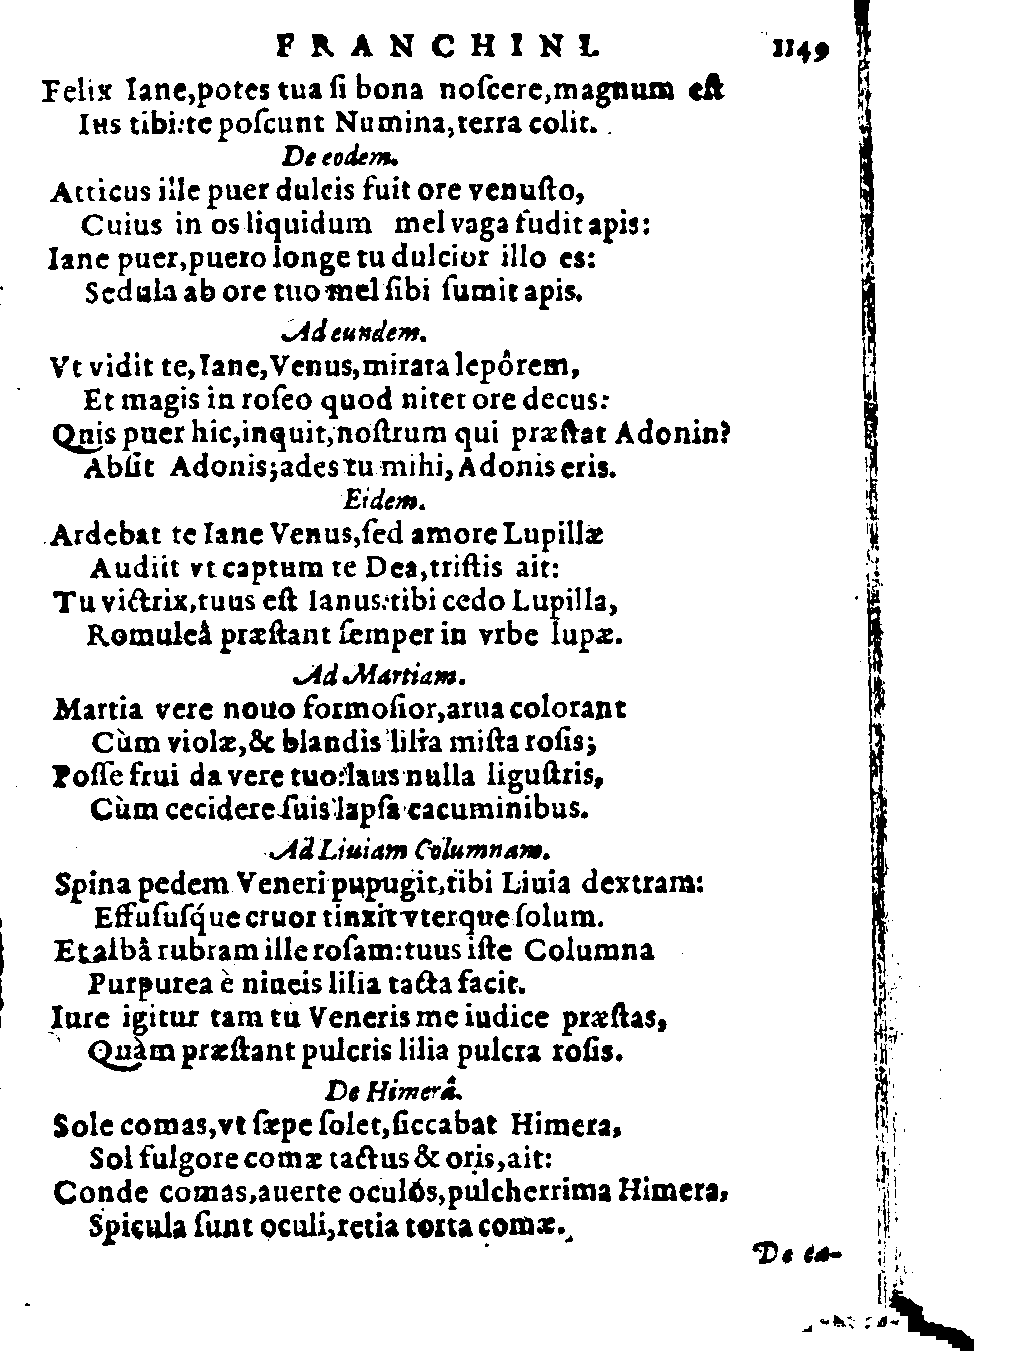 FRANCHINI. 1149
Felix Iane,potes tua ſi bona noſcere,magnum eſt
Ius tibi:te poſcunt Numina,terra colit.
De eodem.
Atticus ille puer dulcis fuit ore venuſto,
Cuius in os liquidum mel vaga fudit apis:
Iane puer,puero longe tu dulcior illo es:
Sedula ab ore tuo mel ſibi ſumit apis.
Ad eundem.
Vt vidit te,Iane,Venus,mirata lepôrem,
Et magis in roſeo quod nitet ore decus:
Quis puer hic,inquit,noſtrum qui præſtat Adonin?
Abſit Adonis;ades tu mihi,Adonis eris.
Eidem.
Ardebat te Iane Venus,ſed amore Lupillæ
Audiit vt captum te Dea,triſtis ait:
Tu victrix,tuus eſt Ianus:tibi cedo Lupilla,
Romuleâ præſtant ſemper in vrbe lupæ.
Ad Martiam.
Martia vere nouo formoſior,arua colorant
Cùm violæ,& blandis lilia miſta roſis;
Poſſe frui da vere tuo:laus nulla liguſtris,
Cùm cecidere ſuis lapſa cacuminibus.
Ad Liuiam Columnam.
Spina pedem Veneri pupugit,tibi Liuia dextram:
Effuſuſq́ue cruor tinxit vterque ſolum.
Et albâ rubram ille roſam:tuus iſte Columna
Purpurea è niueis lilia tacta facit.
Iure igitur tam tu Veneris me iudice præſtas,
Quàm præſtant pulcris lilia pulcra roſis.
De Himerâ.
Sole comas,vt ſæpe ſolet,ſiccabat Himera,
Sol fulgore comæ tactus & oris,ait:
Conde comas,auerte oculós,pulcherrima Himera,
Spicula ſunt oculi,retia torta comæ.
De ea-